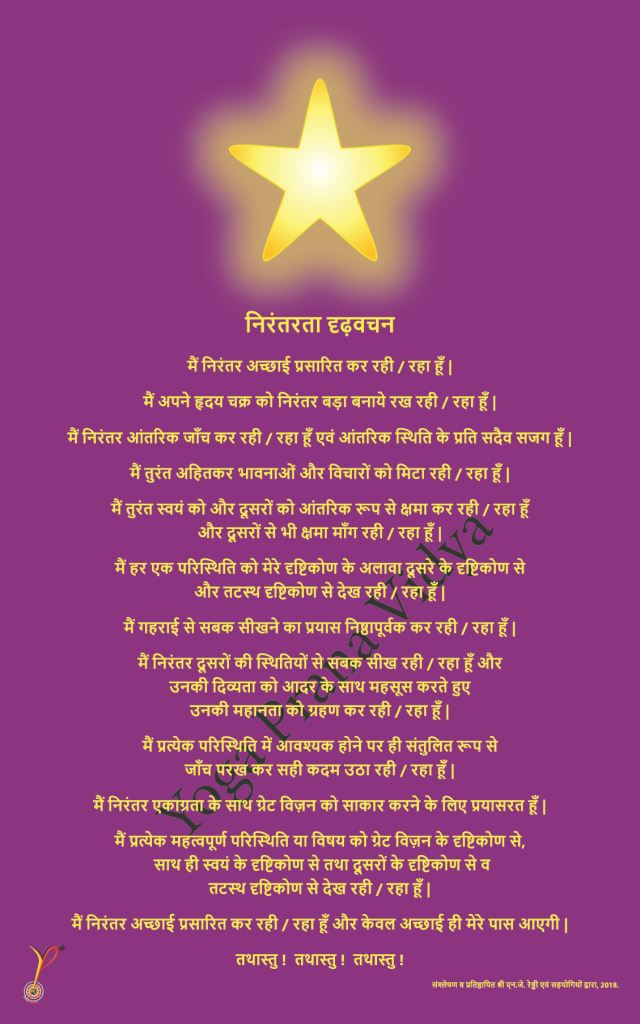 निरंतरता दृढ़वचन
मैं निरंतर अच्छाई प्रसारित कर रही / रहा हूँ |
मैं अपने हृदय चक्र को निरंतर बड़ा बनाये रख रही / रहा हूँ |
मैं निरंतर आंतरिक जाँच कर रही / रहा हूँ एवं आंतरिक स्थिति के प्रति सदैव सजग हूँ |
मैं तुरंत अहितकर भावनाओं और विचारों को मिटा रही / रहा हूँ |
मैं तुरंत स्वयं को और दूसरों को आंतरिक रूप से क्षमा कर रही / रहा हूँ
और दूसरों से भी क्षमा माँग रही / रहा हूँ |
मैं हर एक परिस्थिति को मेरे दृष्टिकोण के अलावा दूसरे के दृष्टिकोण से
और तटस्थ दृष्टिकोण से देख रही / रहा हूँ |
मैं गहराई से सबक सीखने का प्रयास निष्ठापूर्वक कर रही / रहा हूँ |
मैं निरंतर दूसरों की स्थितियों से सबक सीख रही / रहा हूँ और
उनकी दिव्यता को आदर के साथ महसूस करते हुए
उनकी महानता को ग्रहण कर रही / रहा हूँ |
मैं प्रत्येक परिस्थिति में आवश्यक होने पर ही संतुलित रूप से
जाँच परख कर सही कदम उठा रही / रहा हूँ |
मैं निरंतर एकाग्रता के साथ ग्रेट विज़न को साकार करने के लिए प्रयासरत हूँ |
मैं प्रत्येक महत्वपूर्ण परिस्थिति या विषय को ग्रेट विज़न के दृष्टिकोण से,
साथ ही स्वयं के दृष्टिकोण से तथा दूसरों के दृष्टिकोण से व
तटस्थ दृष्टिकोण से देख रही / रहा हूँ |
मैं निरंतर अच्छाई प्रसारित कर रही / रहा हूँ और केवल अच्छाई ही मेरे पास आएगी |
तथास्तु ! तथास्तु ! तथास्तु !
संश्लेषण व प्रतिष्ठापित श्री एन.जे. रेड्डी एवं सहयोगियों द्वारा, 2018.
Yoga Prana Vidya